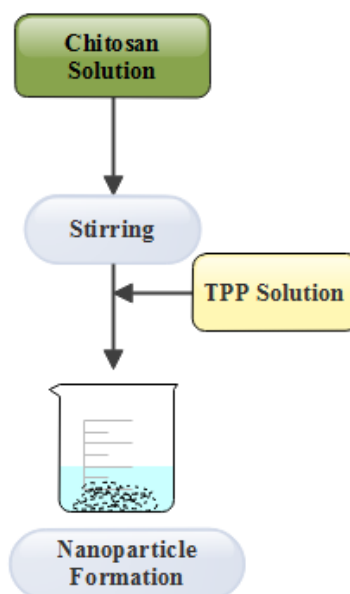 Chitosan
Solution
Stirring
TPP Solution
Nanoparticle
Formation